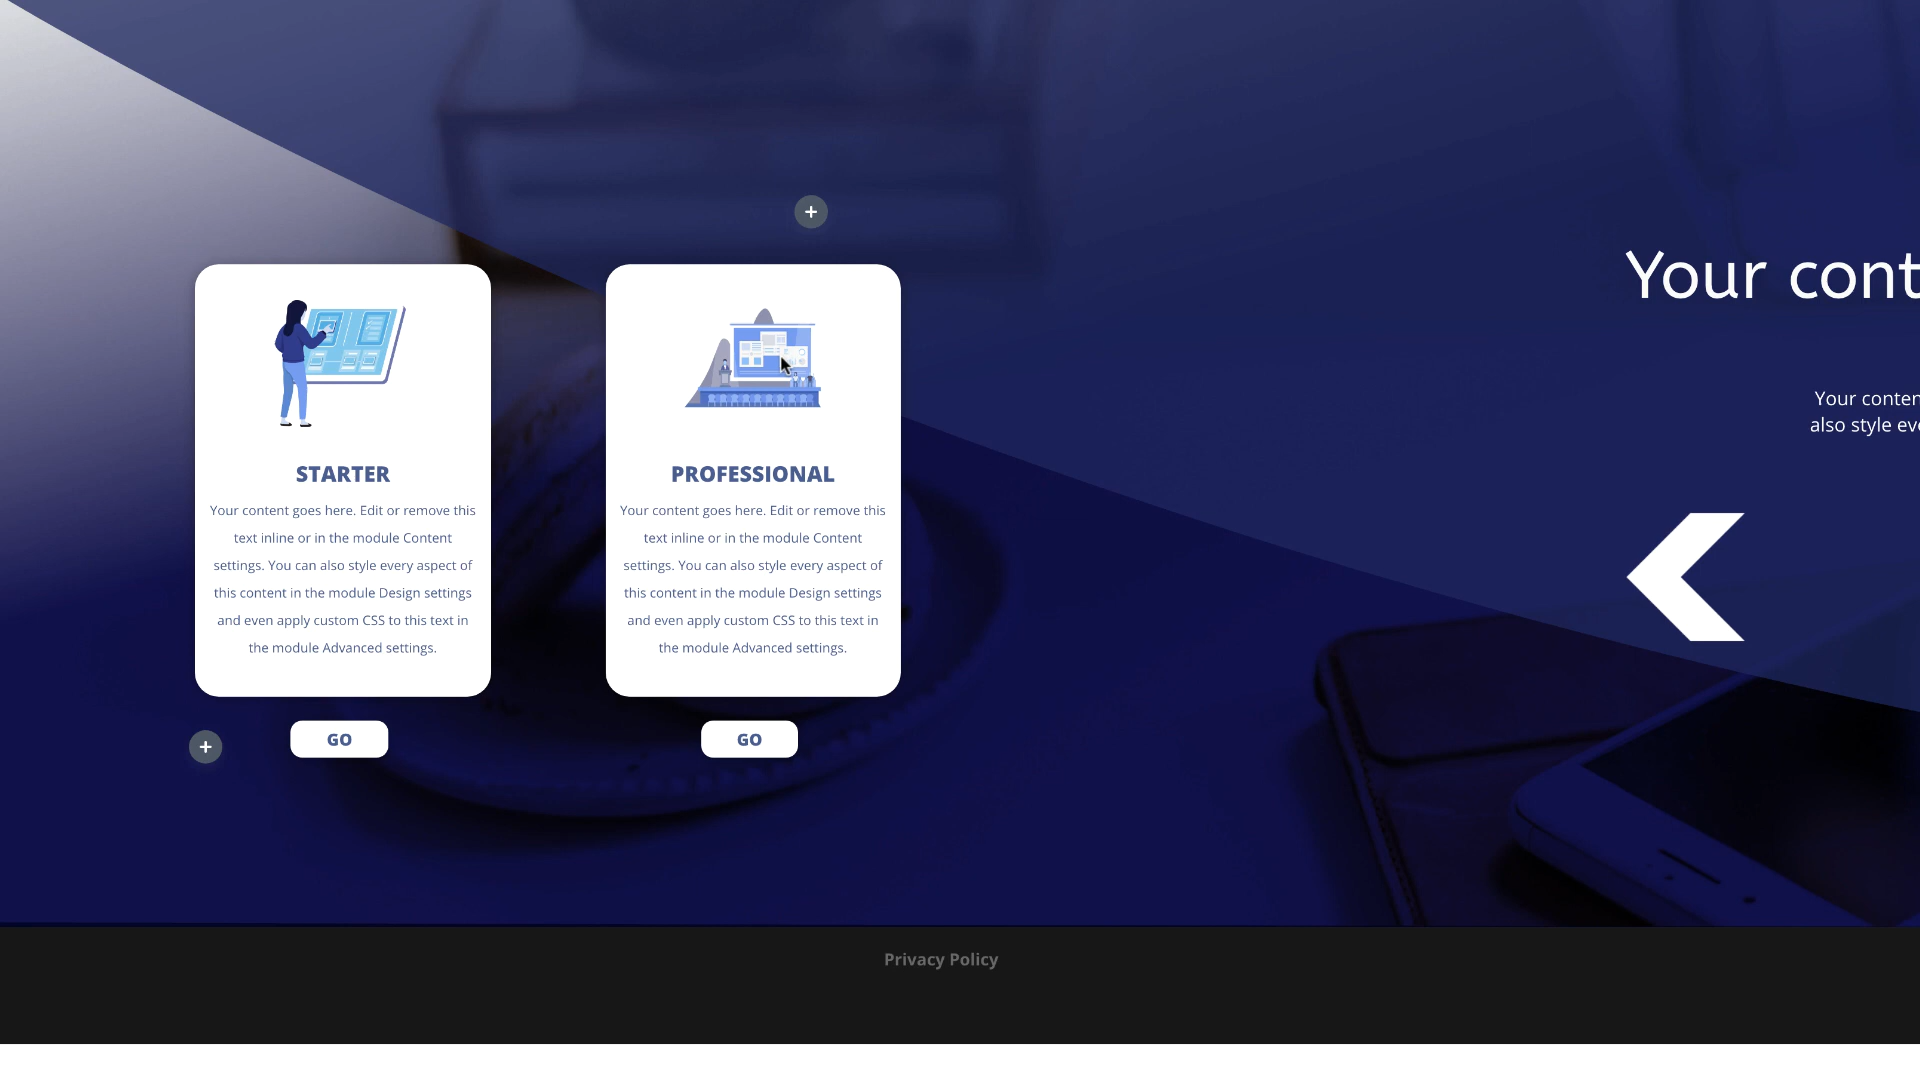 STARTER
Your content goes here. Edit or remove this
text inline or in the module Content
settings. You can also style every aspect of
this content in the module Design settings
and even apply custom CSS to this text in
the module Advanced settings.
GO
PROFESSIONAL
Your content goes here. Edit or remove this
text inline or in the module Content
settings. You can also style every aspect of
this content in the module Design settings
and even apply custom CSS to this text in
the module Advanced settings.
GO
Your cont
Your conten
also style eve
Privacy Policy